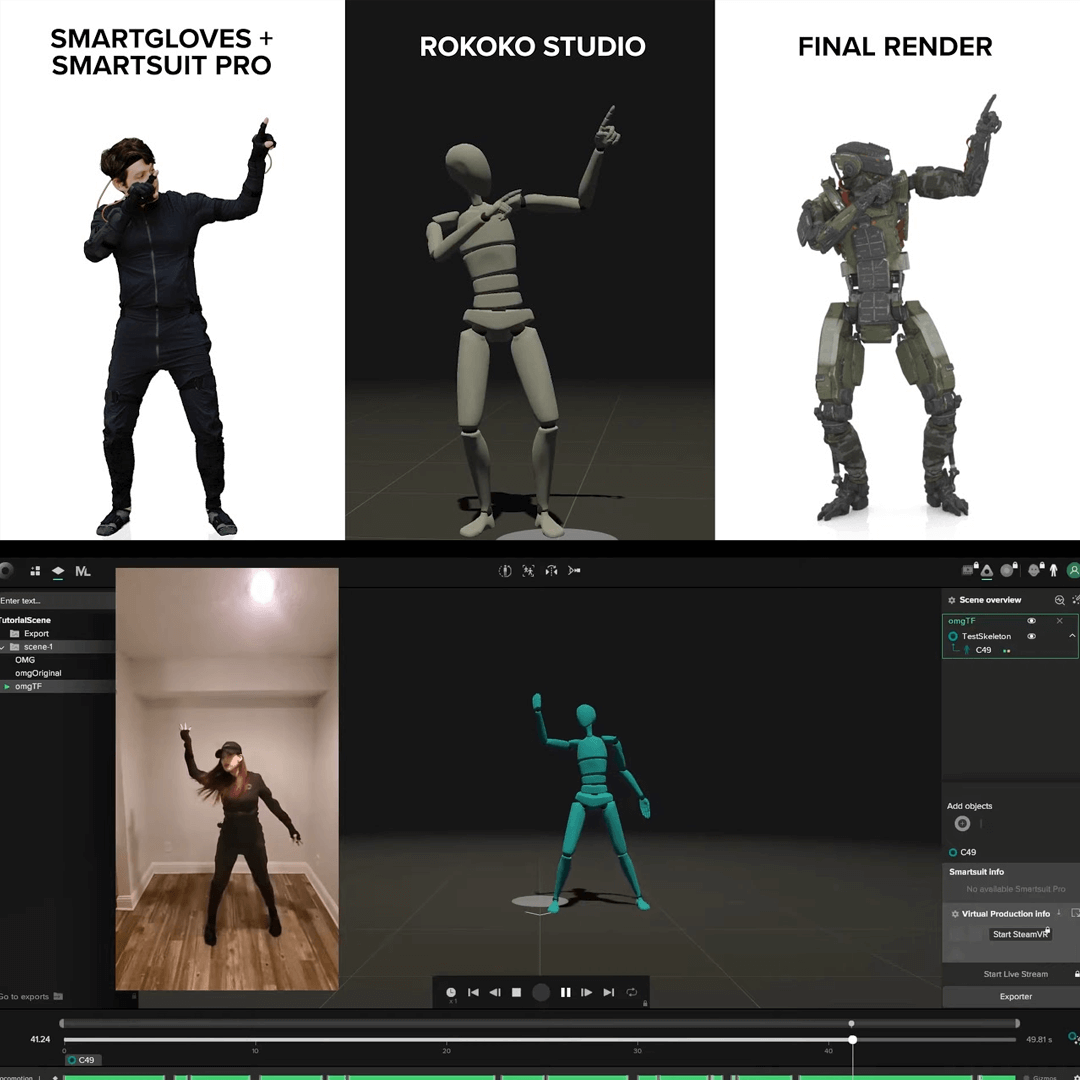 SMARTGLOVES +
SMARTSUIT PRO
ROKOKO STUDIO
FINAL RENDER
ML
Enter text...
TutorialScene
Export
scene-1
OMG
omgOriginal
omgTF
Go to exports
x1
Scene overview
omgTF
TestSkeleton
C49
Add objects
C49
Smartsuit info
No available Smartsuit Pro
Virtual Production info
Start SteamVR
Start Live Stream
Exporter
41.24
49.81 s
0 10 20 30 40
C49
Locomotion
Gizmos